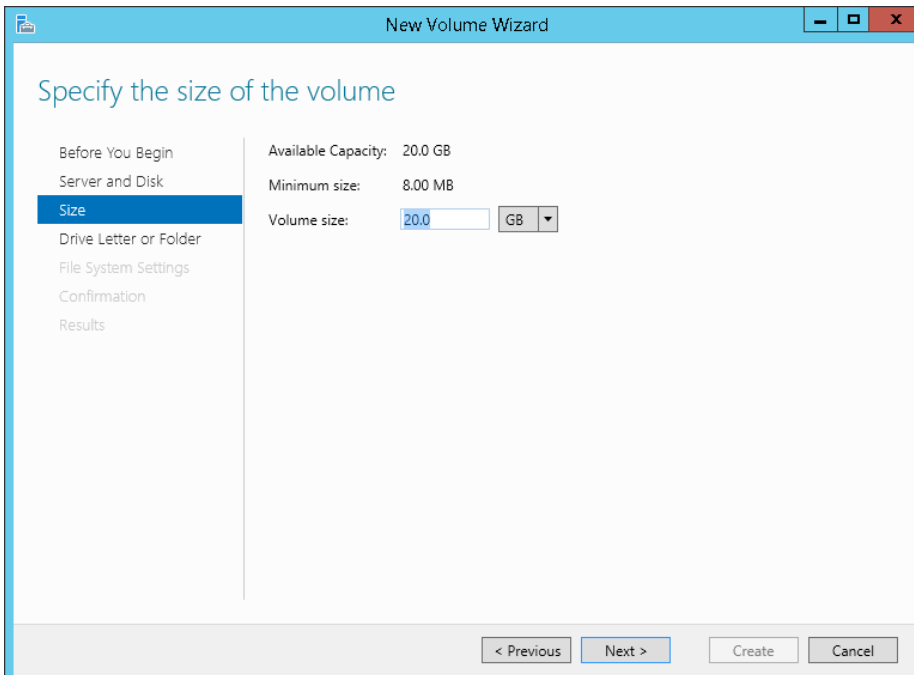 New Volume Wizard
Specify the size of the volume
Before You Begin
Server and Disk
Size
Drive Letter or Folder
File System Settings
Confirmation
Results
Available Capacity: 20.0 GB
Minimum size: 8.00 MB
Volume size: 20.0 GB
< Previous
Next >
Create
Cancel